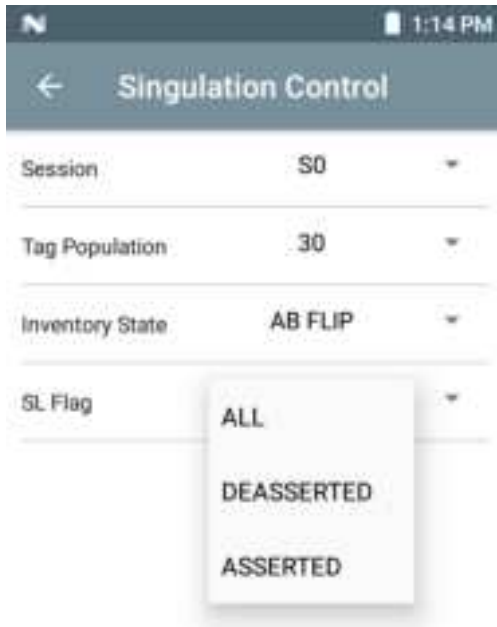 1:14 PM
Singulation Control
Session S0
Tag Population 30
Inventory State AB FLIP
SL Flag
ALL
DEASSERTED
ASSERTED